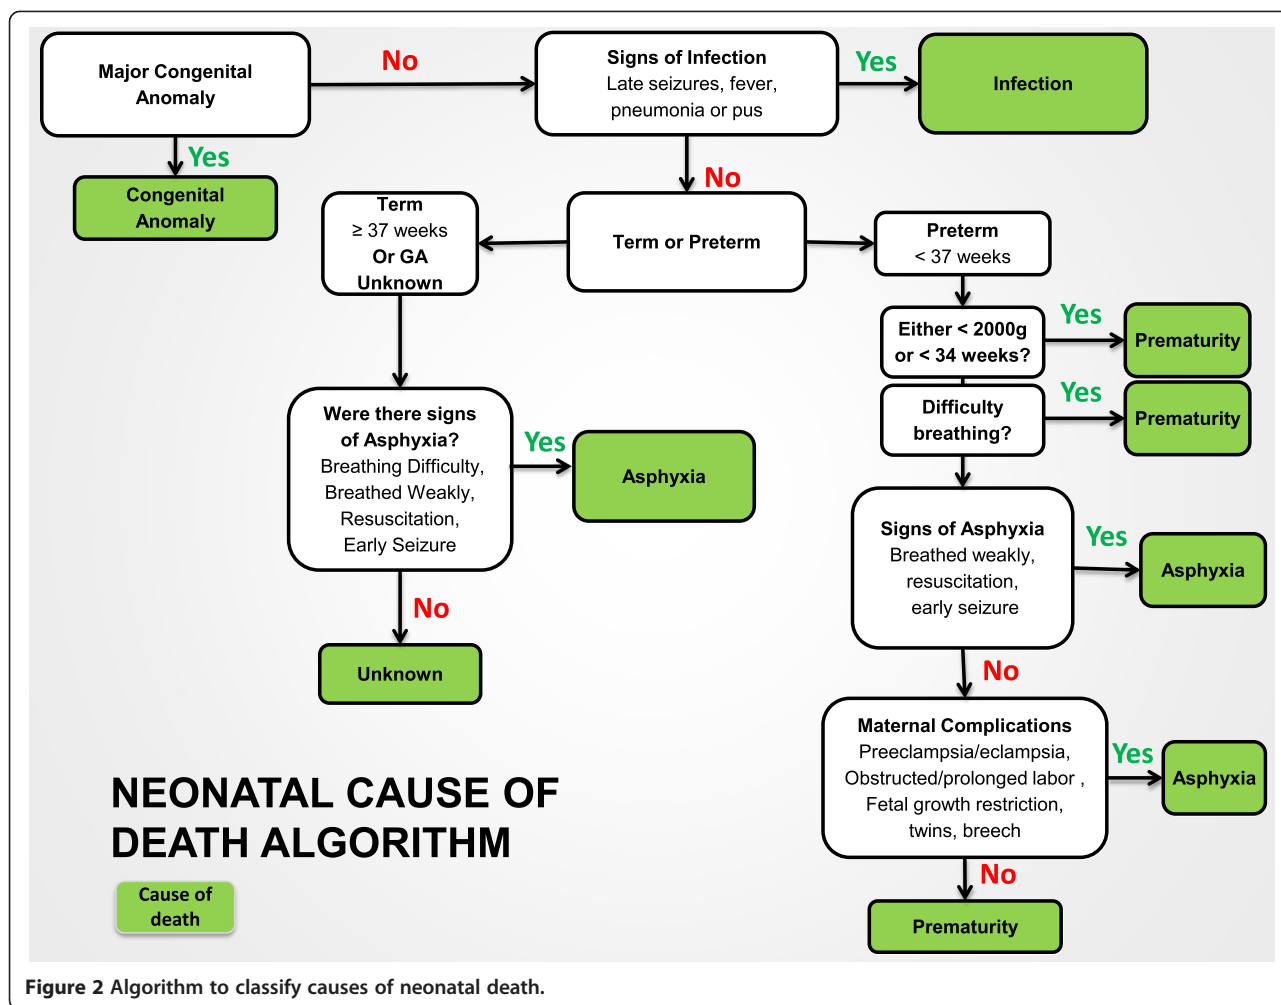 Major Congenital
Anomaly
No
Signs of Infection
Late seizures, fever,
pneumonia or pus
Yes
Infection
Yes
Congenital
Anomaly
No
Term
≥ 37 weeks
Or GA
Unknown
Term or Preterm
Preterm
< 37 weeks
Either < 2000g
or < 34 weeks?
Yes
Prematurity
Difficulty
breathing?
Yes
Prematurity
Were there signs
of Asphyxia?
Breathing Difficulty,
Breathed Weakly,
Resuscitation,
Early Seizure
Yes
Asphyxia
No
Unknown
Signs of Asphyxia
Breathed weakly,
resuscitation,
early seizure
Yes
Asphyxia
No
Maternal Complications
Preeclampsia/eclampsia,
Obstructed/prolonged labor ,
Fetal growth restriction,
twins, breech
Yes
Asphyxia
No
Prematurity
NEONATAL CAUSE OF
DEATH ALGORITHM
Cause of
death
Figure 2 Algorithm to classify causes of neonatal death.